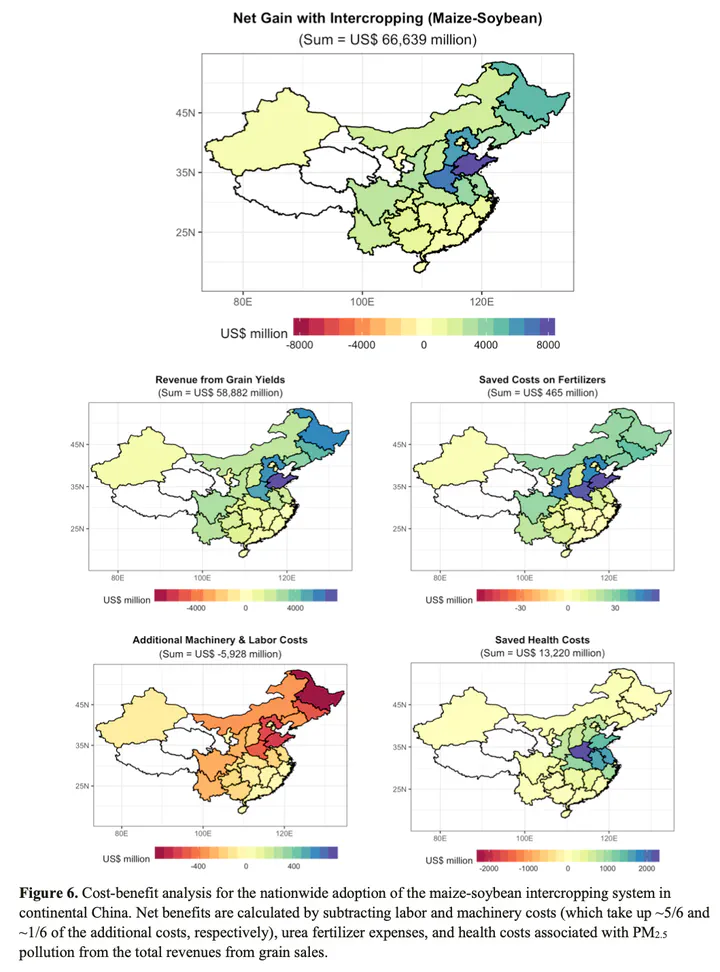 Net Gain with Intercropping (Maize-Soybean)
(Sum = US$ 66,639 million)
45N
35N
25N
80E 100E 120E
US$ million
-8000 -4000 0 4000 8000
Revenue from Grain Yields
(Sum = US$ 58,882 million)
45N
35N
25N
80E 100E 120E
US$ million
-4000 0 4000
Saved Costs on Fertilizers
(Sum = US$ 465 million)
45N
35N
25N
80E 100E 120E
US$ million
-30 0 30
Additional Machinery & Labor Costs
(Sum = US$ -5,928 million)
45N
35N
25N
80E 100E 120E
US$ million
-400 0 400
Saved Health Costs
(Sum = US$ 13,220 million)
45N
35N
25N
80E 100E 120E
US$ million
-2000 -1000 0 1000 2000
Figure 6. Cost-benefit analysis for the nationwide adoption of the maize-soybean intercropping system in
continental China. Net benefits are calculated by subtracting labor and machinery costs (which take up ~5/6 and
~1/6 of the additional costs, respectively), urea fertilizer expenses, and health costs associated with PM2.5
pollution from the total revenues from grain sales.